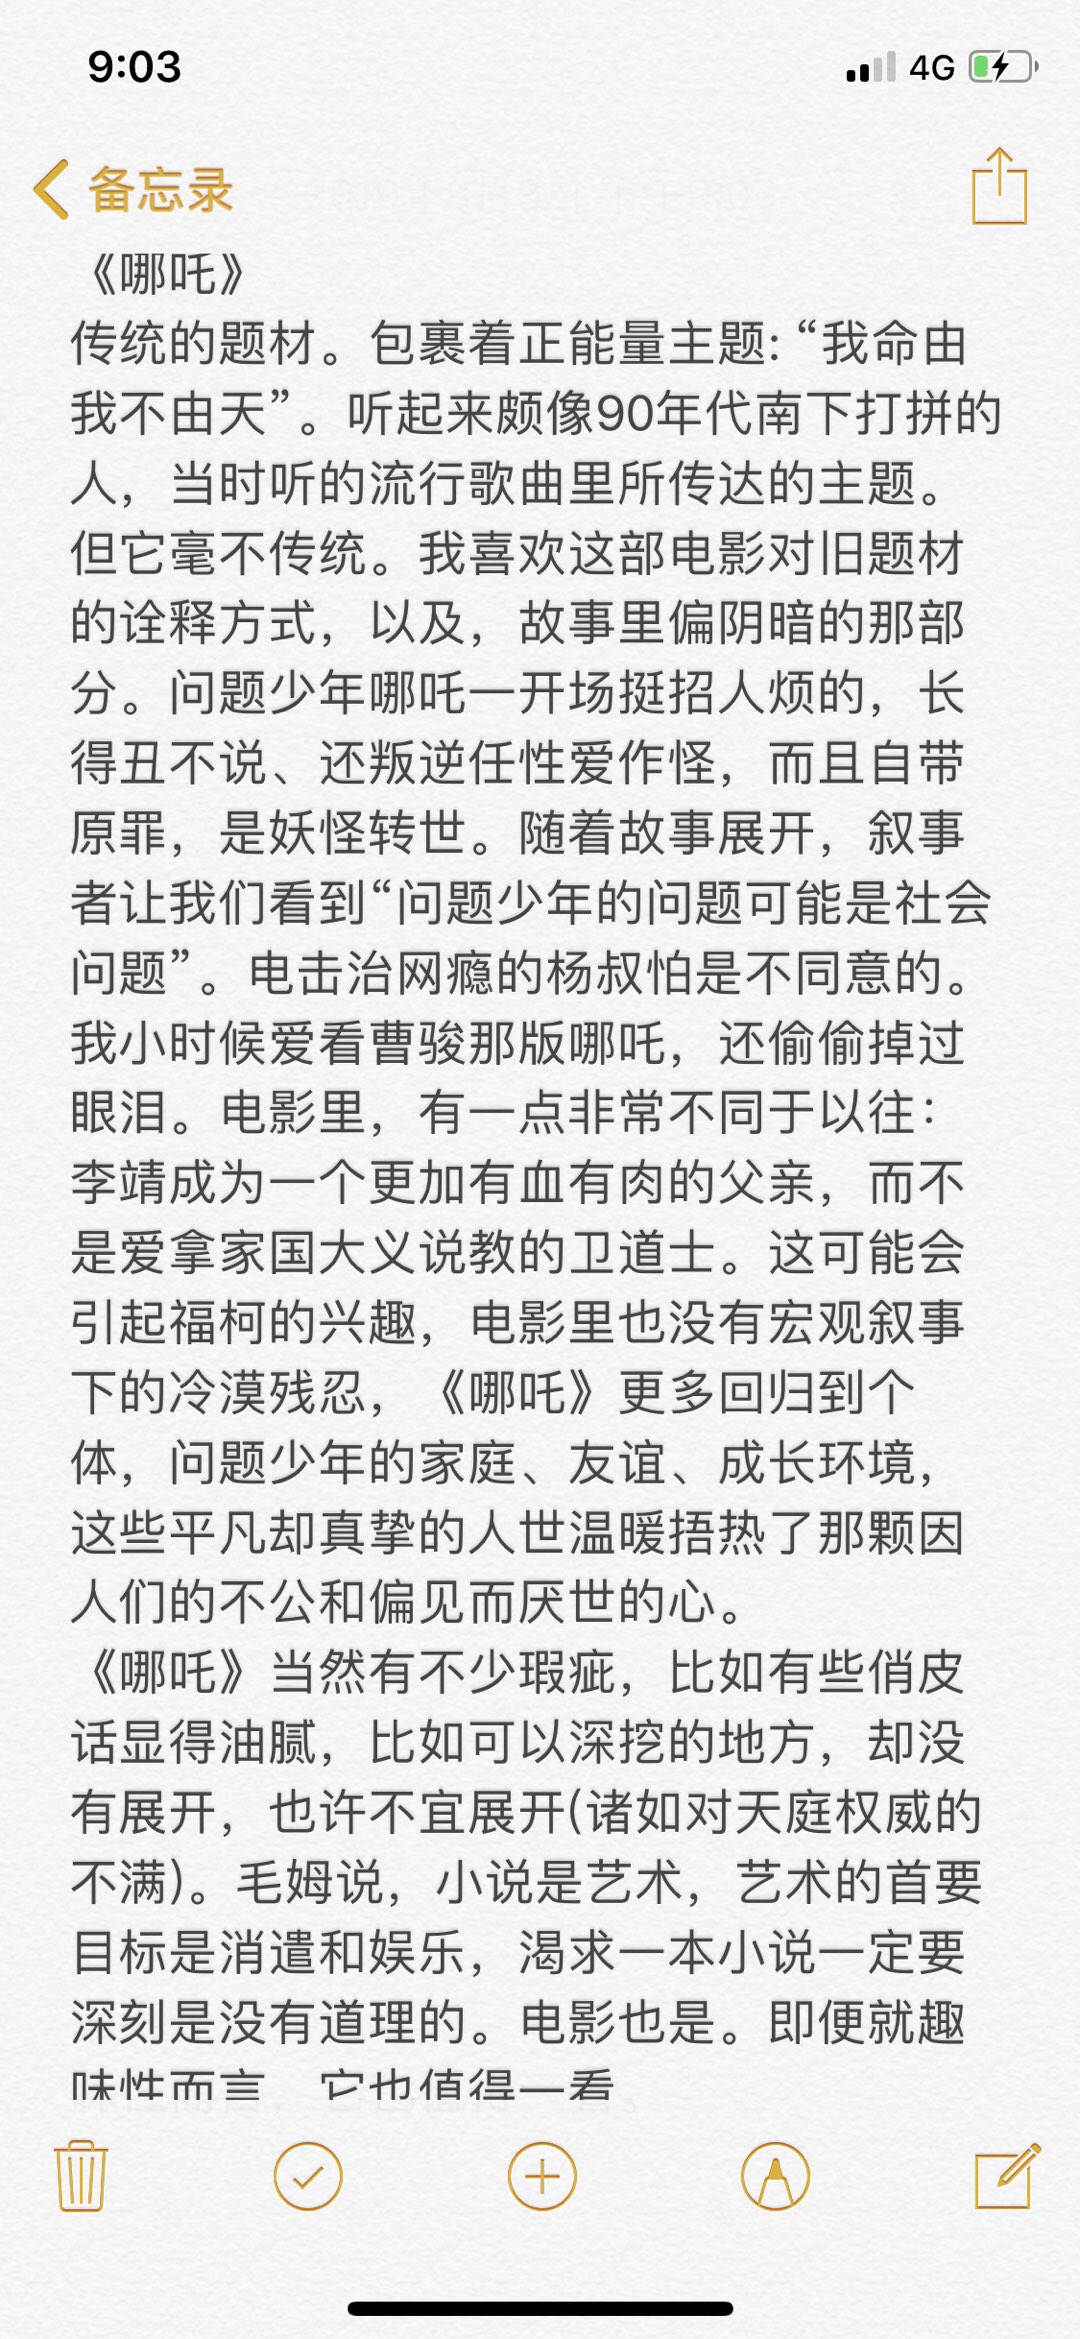 9:03
4G
备忘录
《哪吒》
传统的题材。包裹着正能量主题：“我命由
我不由天”。听起来颇像90年代南下打拼的
人，当时听的流行歌曲里所传达的主题。
但它毫不传统。我喜欢这部电影对旧题材
的诠释方式，以及，故事里偏阴暗的那部
分。问题少年哪吒一开场挺招人烦的，长
得丑不说、还叛逆任性爱作怪，而且自带
原罪，是妖怪转世。随着故事展开，叙事
者让我们看到“问题少年的问题可能是社会
问题”。电击治网瘾的杨叔怕是不同意的。
我小时候爱看曹骏那版哪吒，还偷偷掉过
眼泪。电影里，有一点非常不同于以往：
李靖成为一个更加有血有肉的父亲，而不
是爱拿家国大义说教的卫道士。这可能会
引起福柯的兴趣，电影里也没有宏观叙事
下的冷漠残忍，《哪吒》更多回归到个
体，问题少年的家庭、友谊、成长环境，
这些平凡却真挚的人世温暖捂热了那颗因
人们的不公和偏见而厌世的心。
《哪吒》当然有不少瑕疵，比如有些俏皮
话显得油腻，比如可以深挖的地方，却没
有展开，也许不宜展开(诸如对天庭权威的
不满)。毛姆说，小说是艺术，艺术的首要
目标是消遣和娱乐，渴求一本小说一定要
深刻是没有道理的。电影也是。即便就趣
味性而言，它也值得一看。